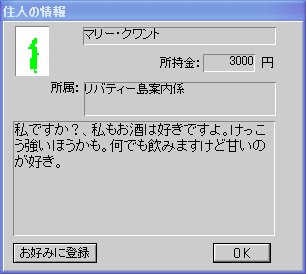 住人の情報
マリー・クワント
所持金: 3000 円
所属: リバティー島案内係
私ですか?、私もお酒は好きですよ。けっこ
う強いほうかも。何でも飲みますけど甘いの
が好き。
お好みに登録 OK